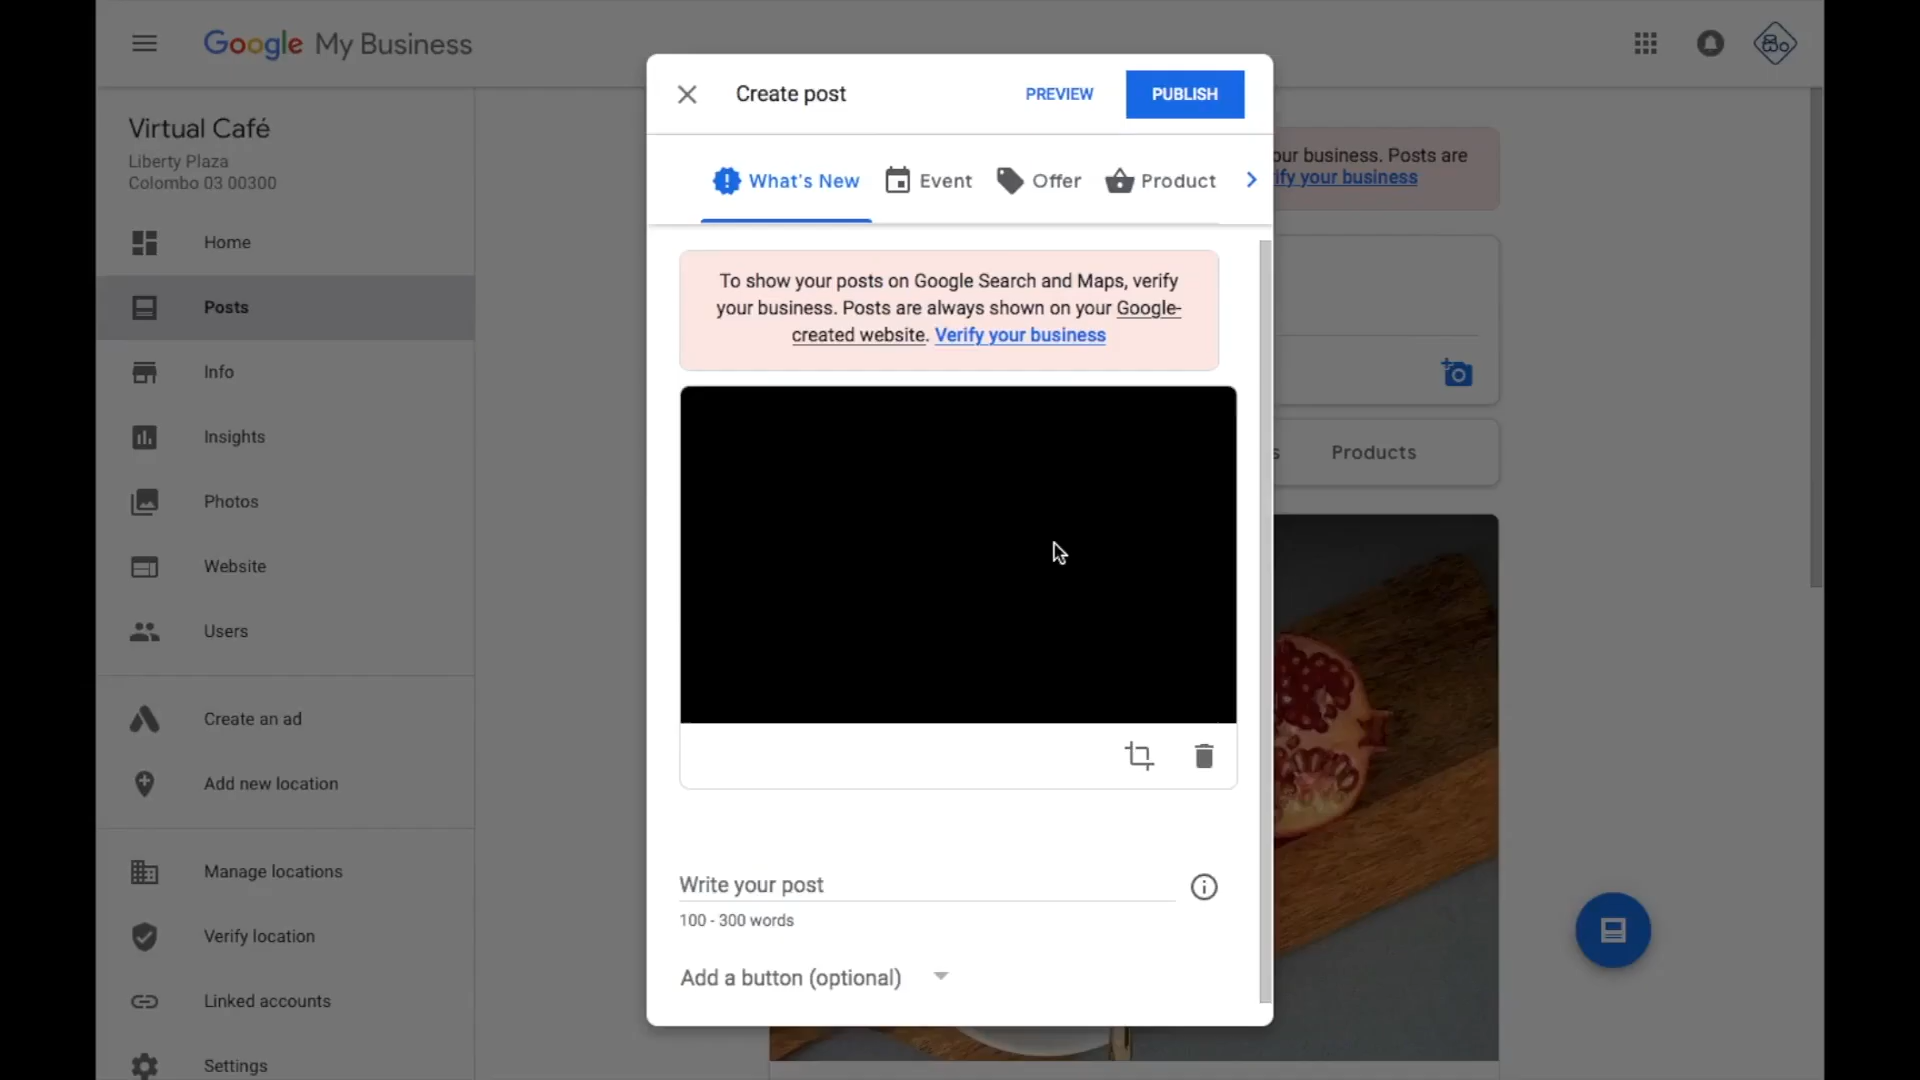 Google My Business
Virtual Café
Liberty Plaza
Colombo 03 00300
Home
Posts
Info
Insights
Photos
Website
Users
Create an ad
Add new location
Manage locations
Verify location
Linked accounts
Settings
Create post
PREVIEW
PUBLISH
What's New
Event
Offer
Product
To show your posts on Google Search and Maps, verify
your business. Posts are always shown on your Google-
created website. Verify your business
Write your post
100 - 300 words
Add a button (optional)
our business. Posts are
ify your business
s Products